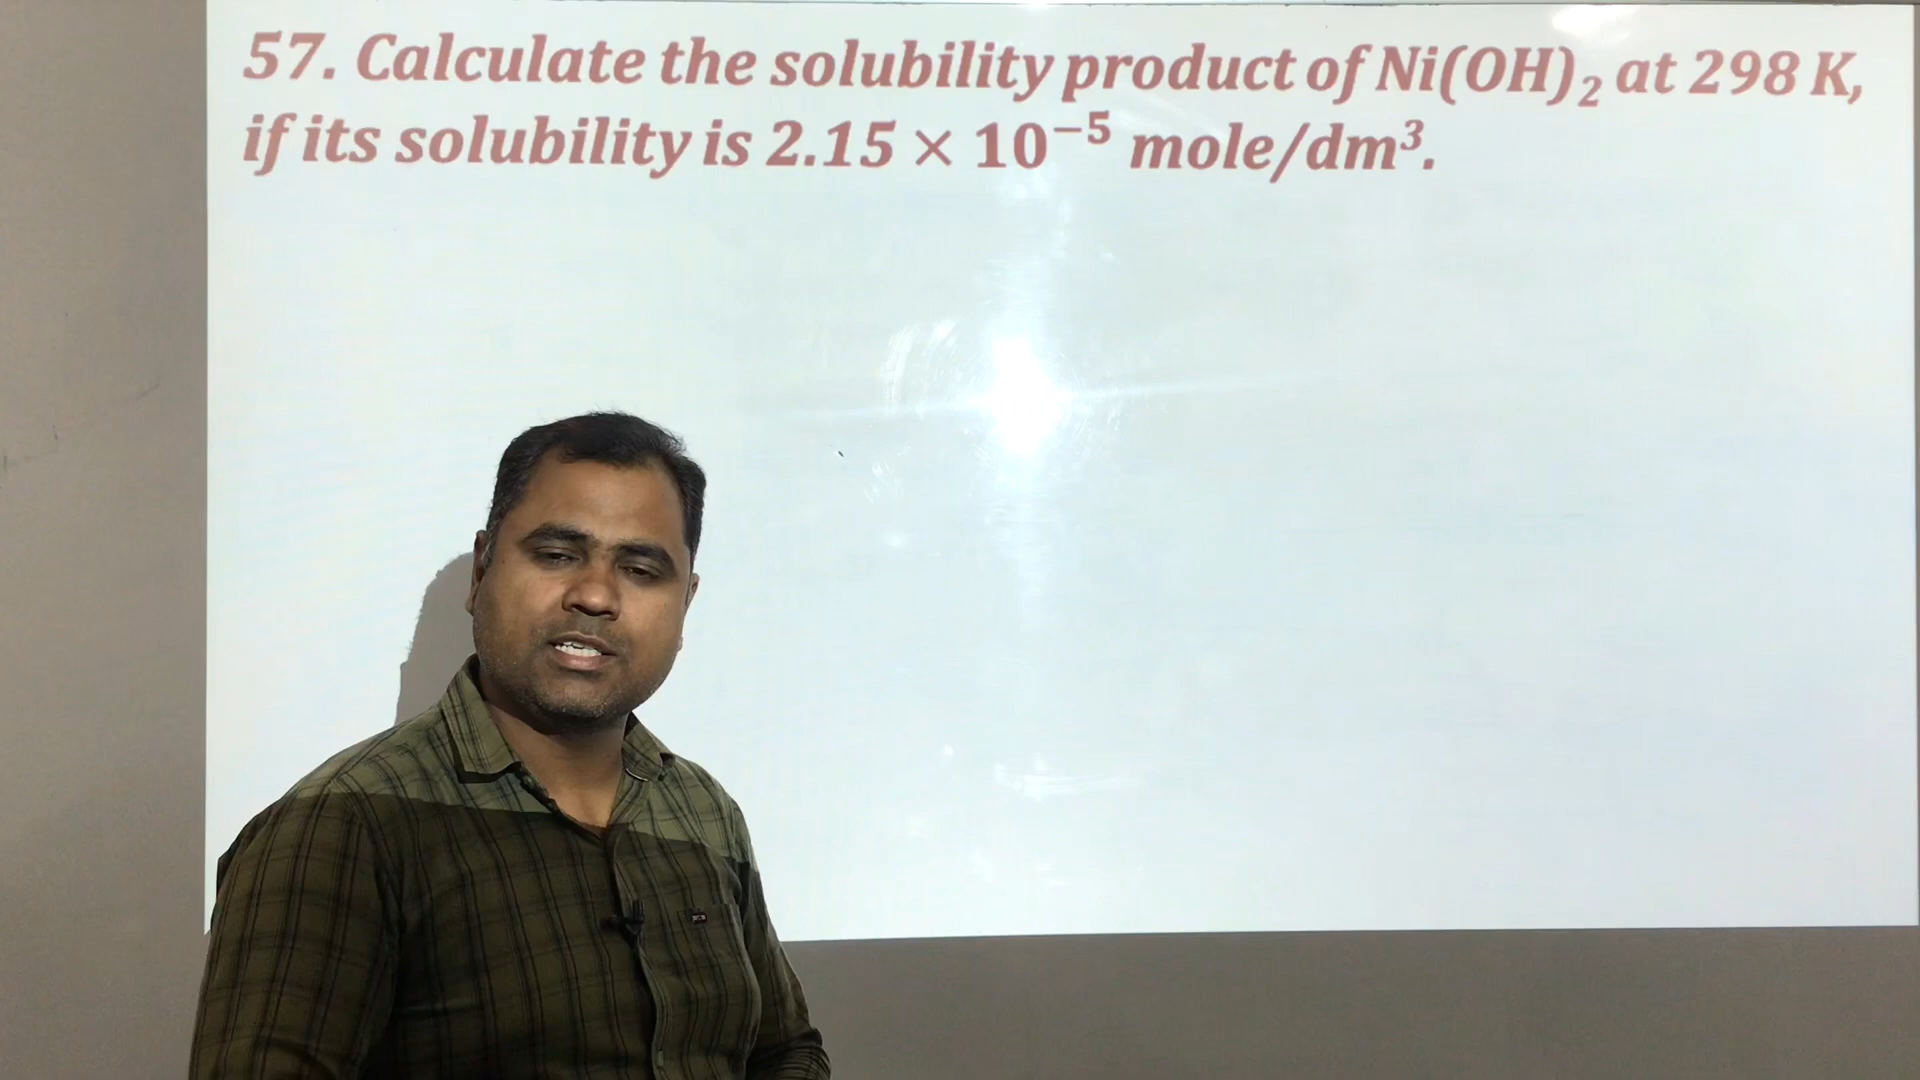 57. Calculate the solubility product of Ni(OH)₂ at 298 K,
if its solubility is 2.15 × 10⁻⁵ mole/dm³.